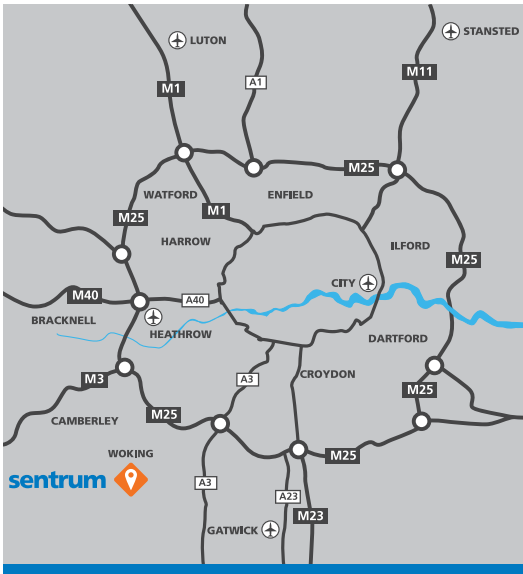 LUTON
STANSTED
M1
A1
M11
M25
WATFORD
ENFIELD
M25
M1
HARROW
ILFORD
M25
CITY
M40
A40
BRACKNELL
HEATHROW
DARTFORD
M3
A3
CROYDON
M25
M25
CAMBERLEY
WOKING
M25
sentrum
A3
A23
M23
GATWICK